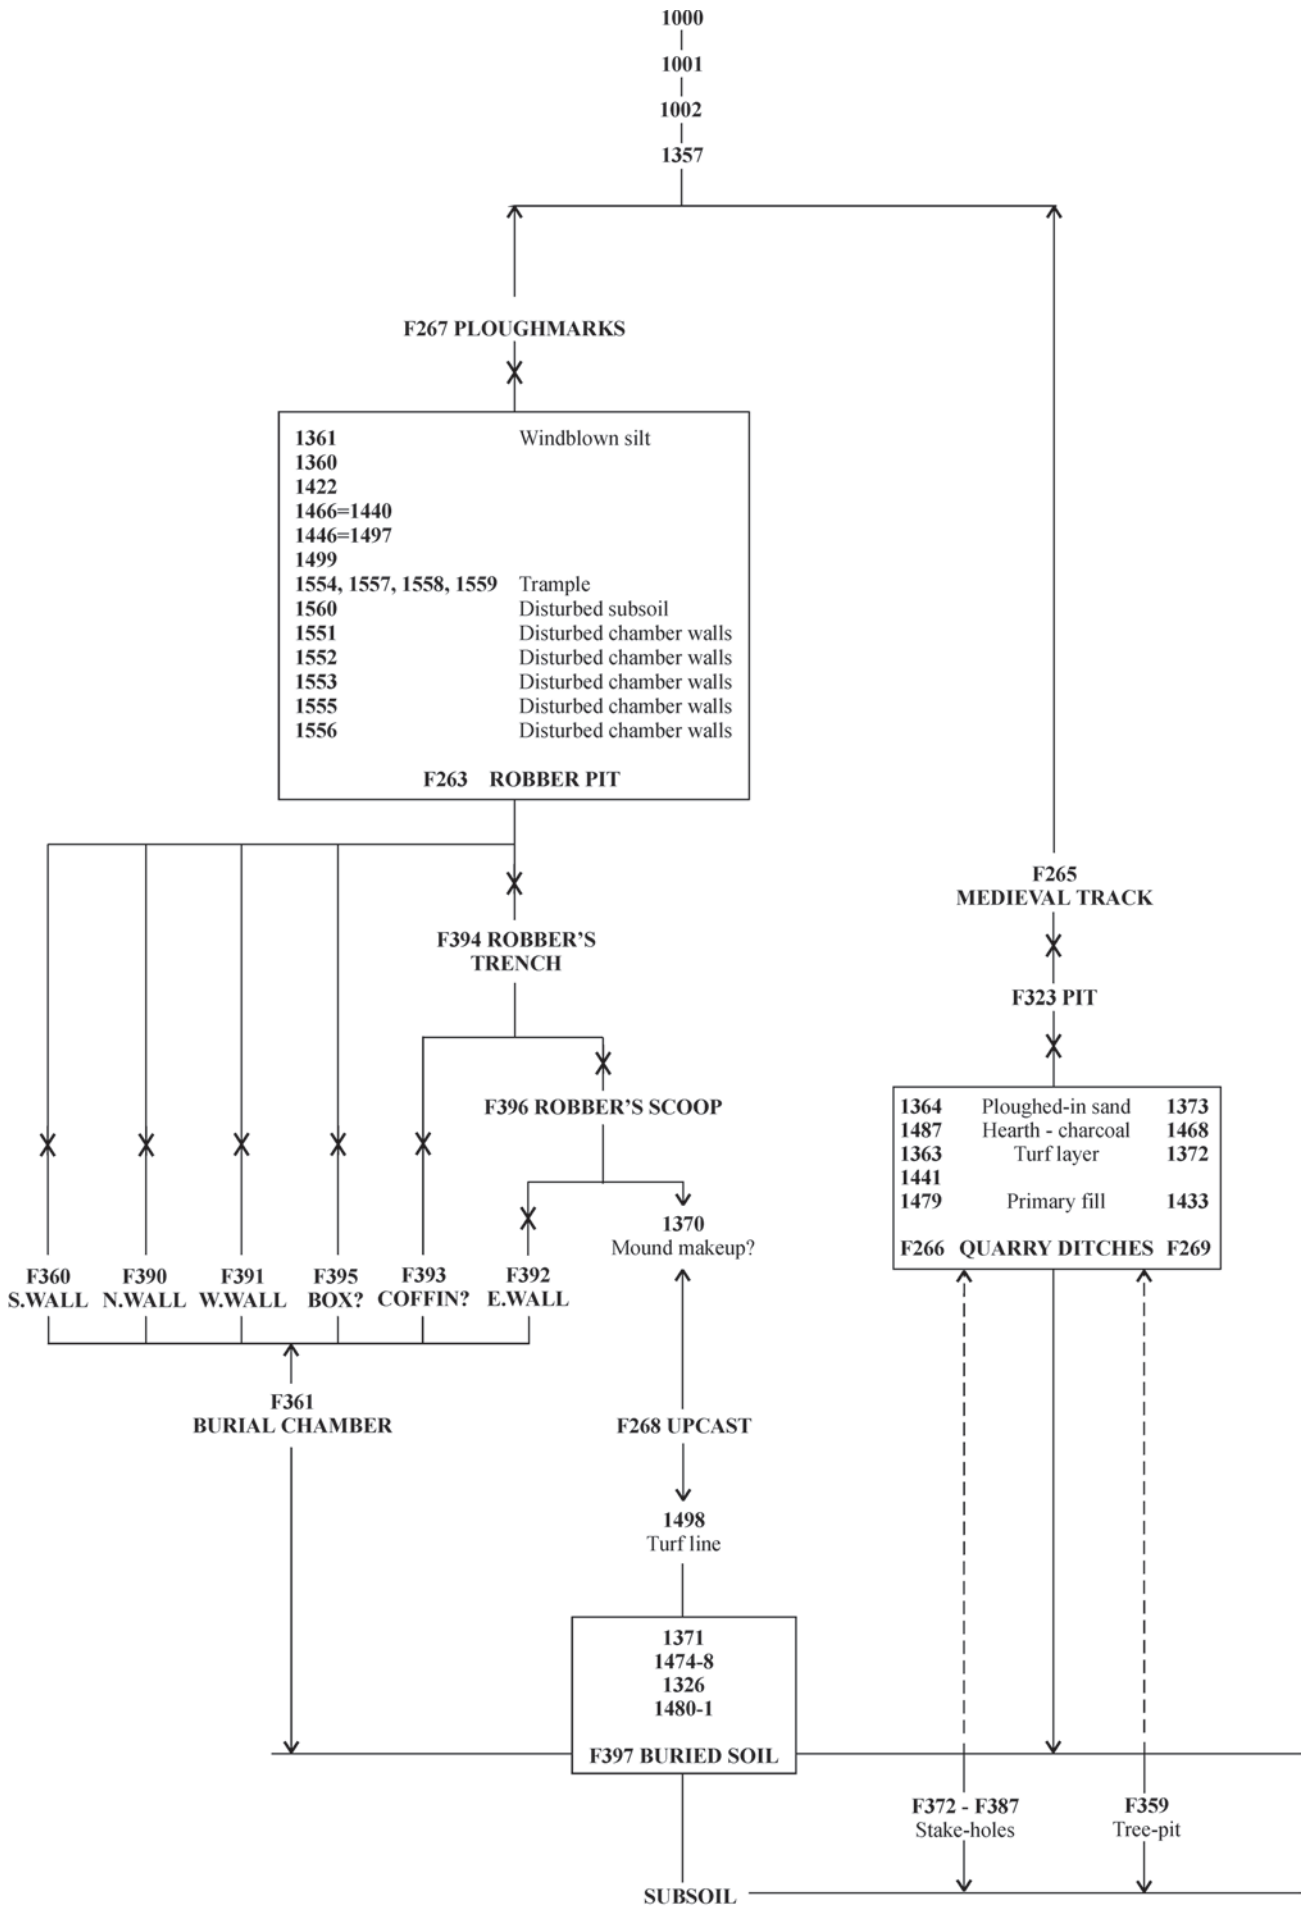 1000
1001
1002
1357
F267 PLOUGHMARKS
1361 Windblown silt
1360
1422
1466=1440
1446=1497
1499
1554, 1557, 1558, 1559 Trample
1560 Disturbed subsoil
1551 Disturbed chamber walls
1552 Disturbed chamber walls
1553 Disturbed chamber walls
1555 Disturbed chamber walls
1556 Disturbed chamber walls
F263 ROBBER PIT
F265
MEDIEVAL TRACK
F394 ROBBER'S
TRENCH
F323 PIT
F396 ROBBER'S SCOOP
1364 Ploughed-in sand 1373
1487 Hearth - charcoal 1468
1363 Turf layer 1372
1441
1479 Primary fill 1433
F266 QUARRY DITCHES F269
1370
Mound makeup?
F360
S.WALL
F390
N.WALL
F391
W.WALL
F395
BOX?
F393
COFFIN?
F392
E.WALL
F361
BURIAL CHAMBER
F268 UPCAST
1498
Turf line
1371
1474-8
1326
1480-1
F397 BURIED SOIL
F372 - F387
Stake-holes
F359
Tree-pit
SUBSOIL